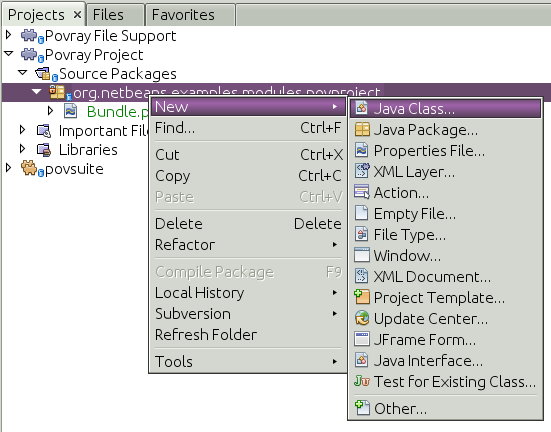 Projects × Files Favorites
Povray File Support
Povray Project
Source Packages
org.netbeans.examples.modules.povproject
Bundle.p
Important Fil
Libraries
povsuite
New
Find... Ctrl+F
Cut Ctrl+X
Copy Ctrl+C
Paste Ctrl+V
Delete Delete
Refactor
Compile Package F9
Local History
Subversion
Refresh Folder
Tools
Java Class...
Java Package...
Properties File...
XML Layer...
Action...
Empty File...
File Type...
Window...
XML Document...
Project Template...
Update Center...
JFrame Form...
Java Interface...
Test for Existing Class...
Other...